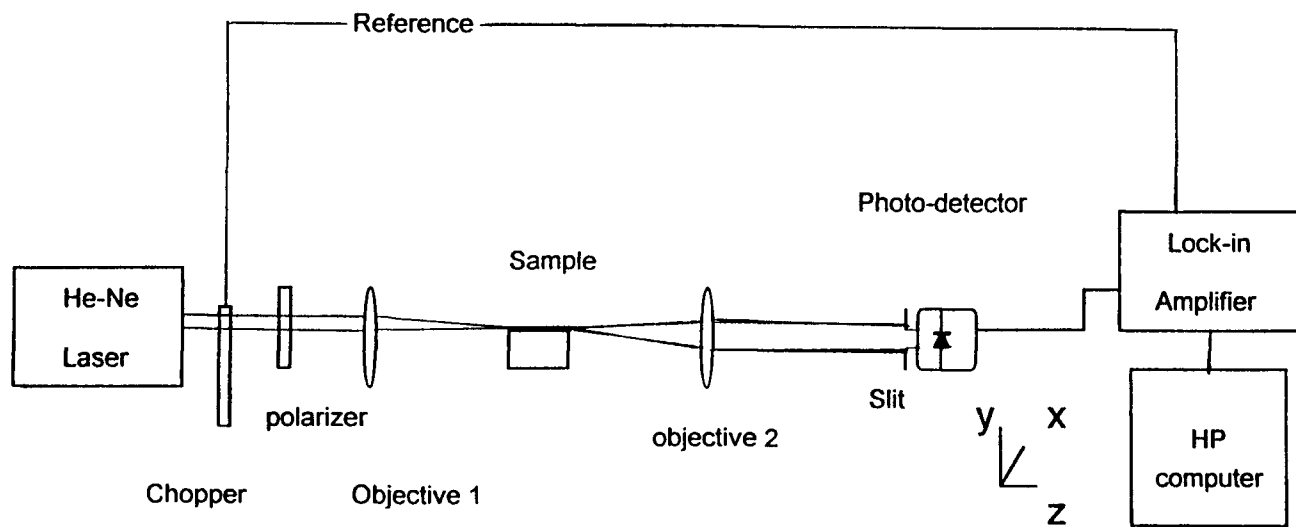 Reference
Photo-detector
Lock-in
Amplifier
Sample
He-Ne
Laser
Slit
polarizer
objective 2
y
x
z
HP
computer
Chopper
Objective 1